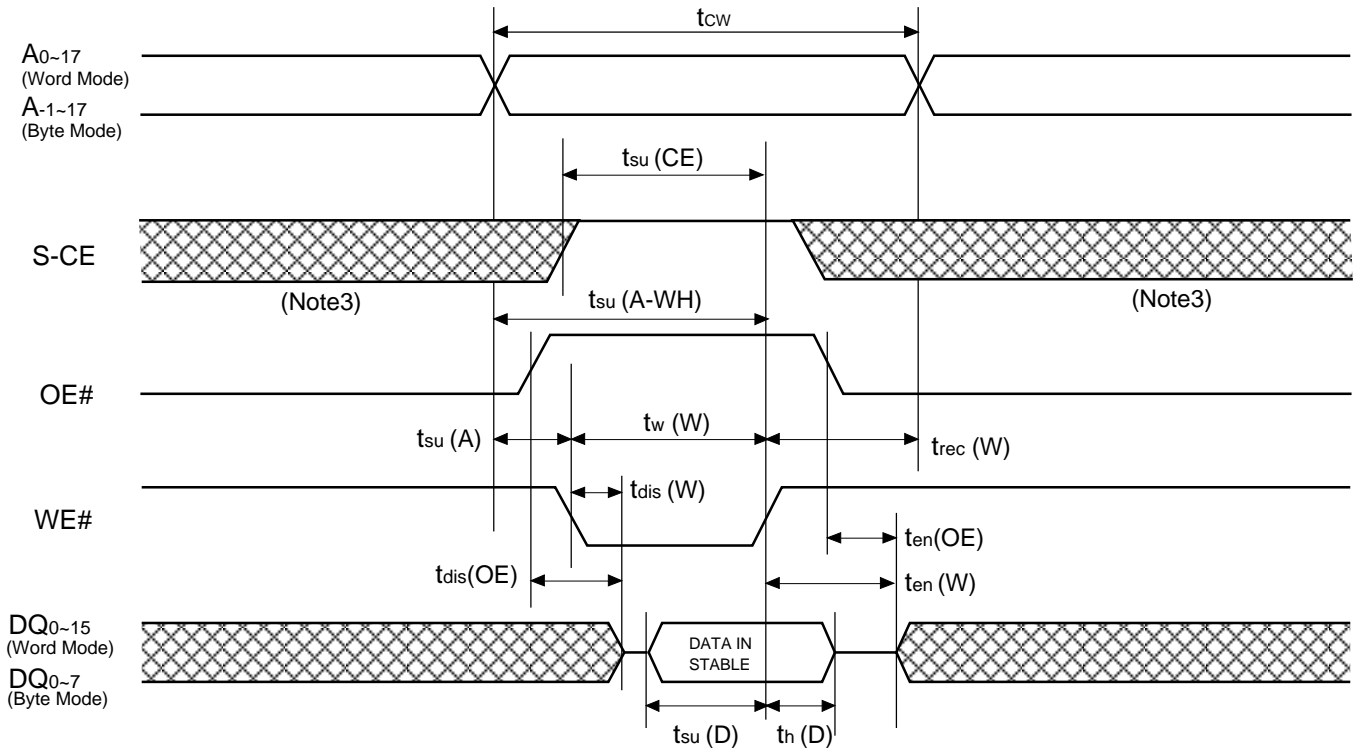 tCW
A0~17
(Word Mode)
A-1~17
(Byte Mode)
tsu (CE)
S-CE
(Note3)
(Note3)
tsu (A-WH)
OE#
tsu (A)
tw (W)
trec (W)
tdis (W)
WE#
ten(OE)
tdis(OE)
ten (W)
DQ0~15
(Word Mode)
DATA IN
STABLE
DQ0~7
(Byte Mode)
tsu (D)
th (D)